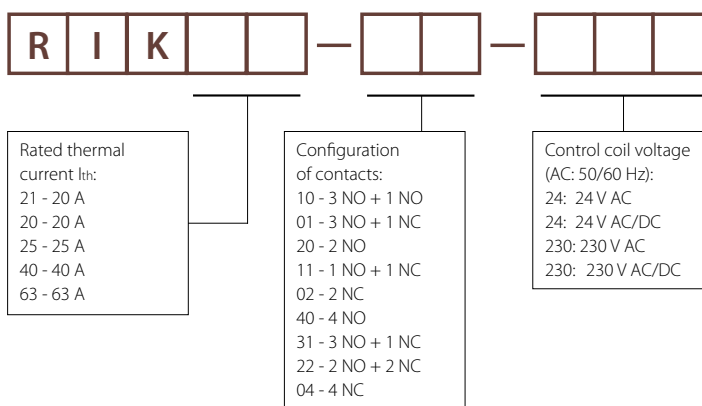 R I K — —
Rated thermal
current Ith:
21 - 20 A
20 - 20 A
25 - 25 A
40 - 40 A
63 - 63 A
Configuration
of contacts:
10 - 3 NO + 1 NO
01 - 3 NO + 1 NC
20 - 2 NO
11 - 1 NO + 1 NC
02 - 2 NC
40 - 4 NO
31 - 3 NO + 1 NC
22 - 2 NO + 2 NC
04 - 4 NC
Control coil voltage
(AC: 50/60 Hz):
24: 24 V AC
24: 24 V AC/DC
230: 230 V AC
230: 230 V AC/DC